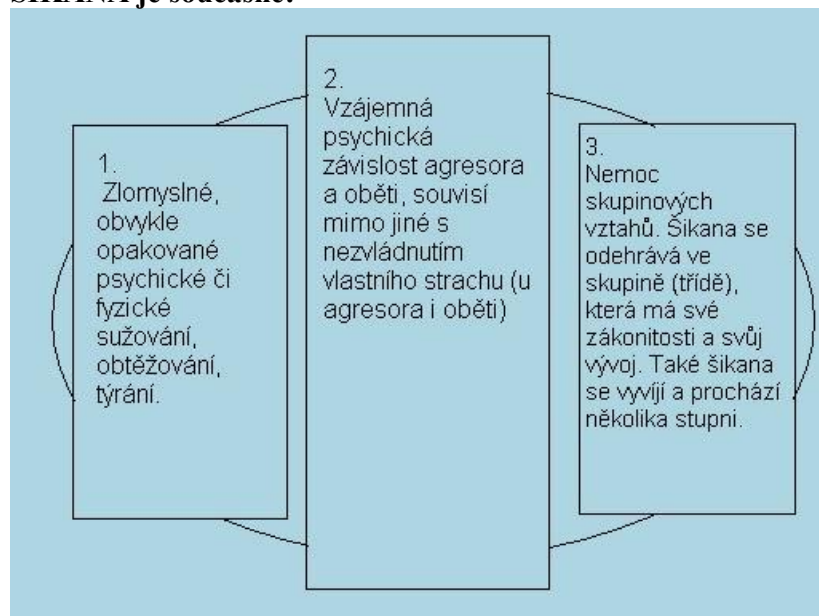 ŠIKANA je současně:
1.
Zlomyslné,
obvykle
opakované
psychické či
fyzické
sužování,
obtěžování,
týrání.
2.
Vzájemná
psychická
závislost agresora
a oběti, souvisí
mimo jiné s
nezvládnutím
vlastního strachu (u
agresora i oběti)
3.
Nemoc
skupinových
vztahů. Šikana se
odehrává ve
skupině (třídě),
která má své
zákonitosti a svůj
vývoj. Také šikana
se vyvíjí a prochází
několika stupni.